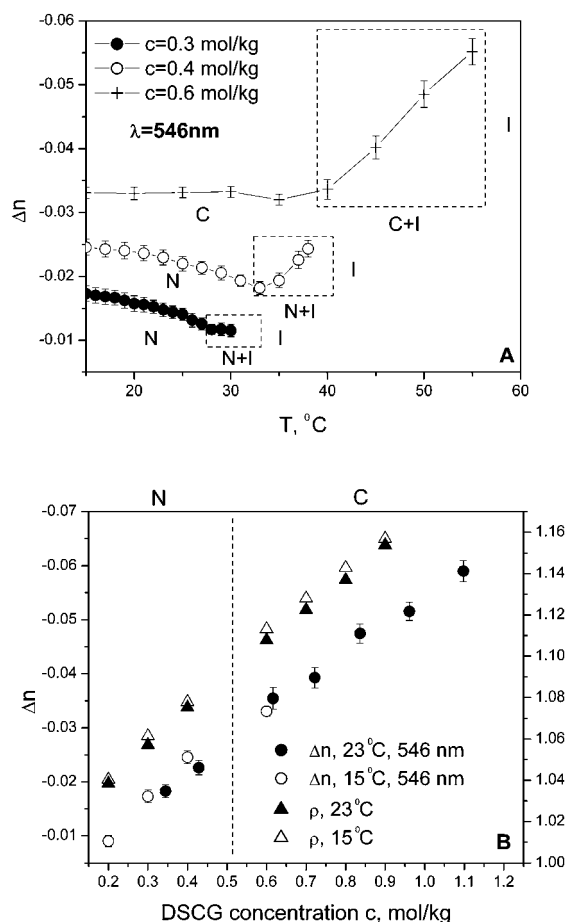 -0.06
c=0.3 mol/kg
c=0.4 mol/kg
c=0.6 mol/kg
λ=546nm
-0.05
-0.04
-0.03
-0.02
-0.01
Δn
I
C
C+I
N
N+I
I
N
N+I
I
A
20 30 40 50 60
T, °C
N C
-0.07
-0.06
-0.05
-0.04
-0.03
-0.02
-0.01
Δn
1.16
1.14
1.12
1.10
1.08
1.06
1.04
1.02
1.00
Δn, 23°C, 546 nm
Δn, 15°C, 546 nm
ρ, 23°C
ρ, 15°C
B
0.2 0.3 0.4 0.5 0.6 0.7 0.8 0.9 1.0 1.1 1.2
DSCG concentration c, mol/kg